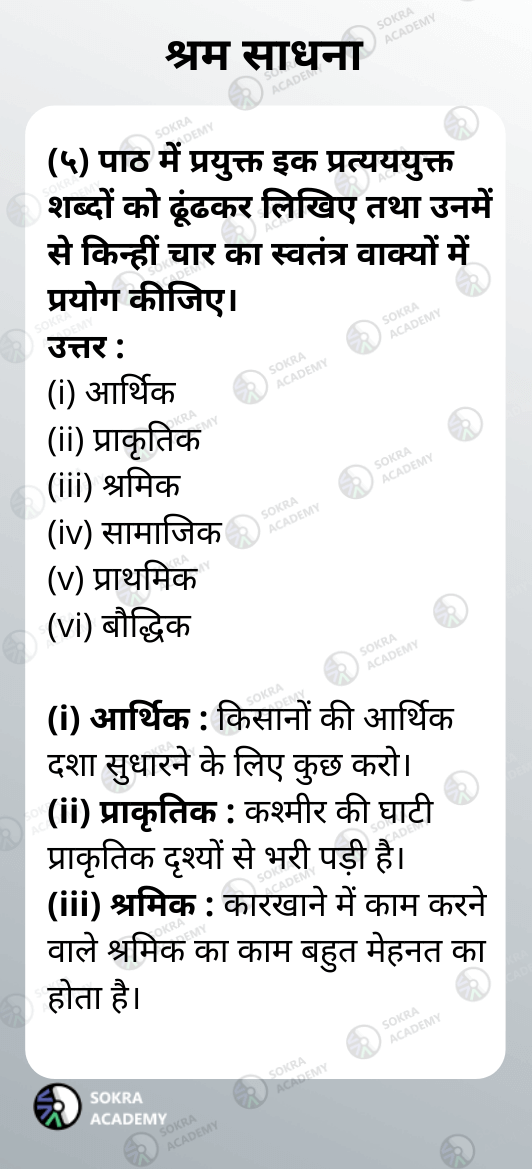 श्रम साधना
(५) पाठ में प्रयुक्त इक प्रत्यययुक्त
शब्दों को ढूंढकर लिखिए तथा उनमें
से किन्हीं चार का स्वतंत्र वाक्यों में
प्रयोग कीजिए।
उत्तर :
(i) आर्थिक
(ii) प्राकृतिक
(iii) श्रमिक
(iv) सामाजिक
(v) प्राथमिक
(vi) बौद्धिक
(i) आर्थिक : किसानों की आर्थिक
दशा सुधारने के लिए कुछ करो।
(ii) प्राकृतिक : कश्मीर की घाटी
प्राकृतिक दृश्यों से भरी पड़ी है।
(iii) श्रमिक : कारखाने में काम करने
वाले श्रमिक का काम बहुत मेहनत का
होता है।
SOKRA
ACADEMY